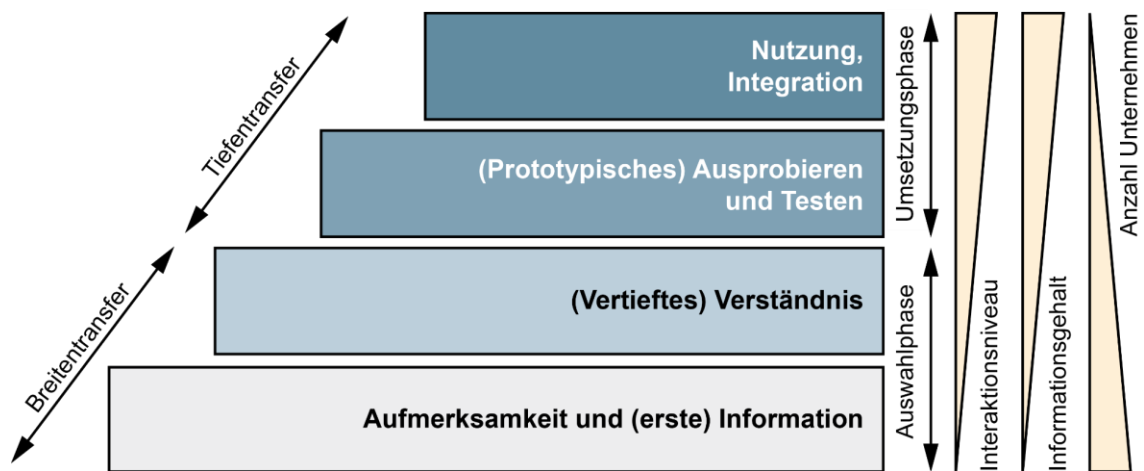 Nutzung,
Integration
(Prototypisches) Ausprobieren
und Testen
(Vertieftes) Verständnis
Aufmerksamkeit und (erste) Information
Tiefentransfer
Breitentransfer
Umsetzungsphase
Auswahlphase
Interaktionsniveau
Informationsgehalt
Anzahl Unternehmen